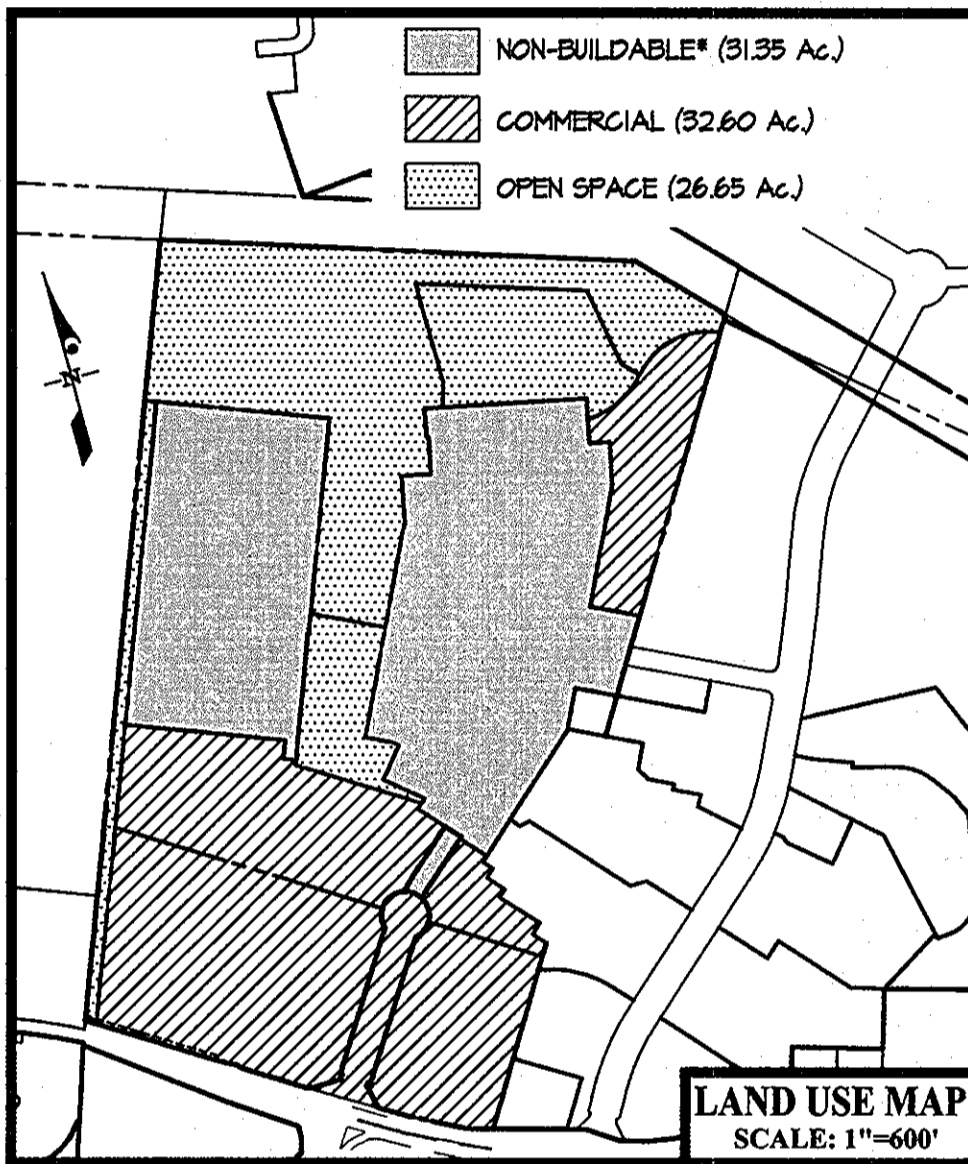 NON-BUILDABLE* (31.35 Ac.)
COMMERCIAL (32.60 Ac.)
OPEN SPACE (26.65 Ac.)
N
LAND USE MAP
SCALE: 1"=600'